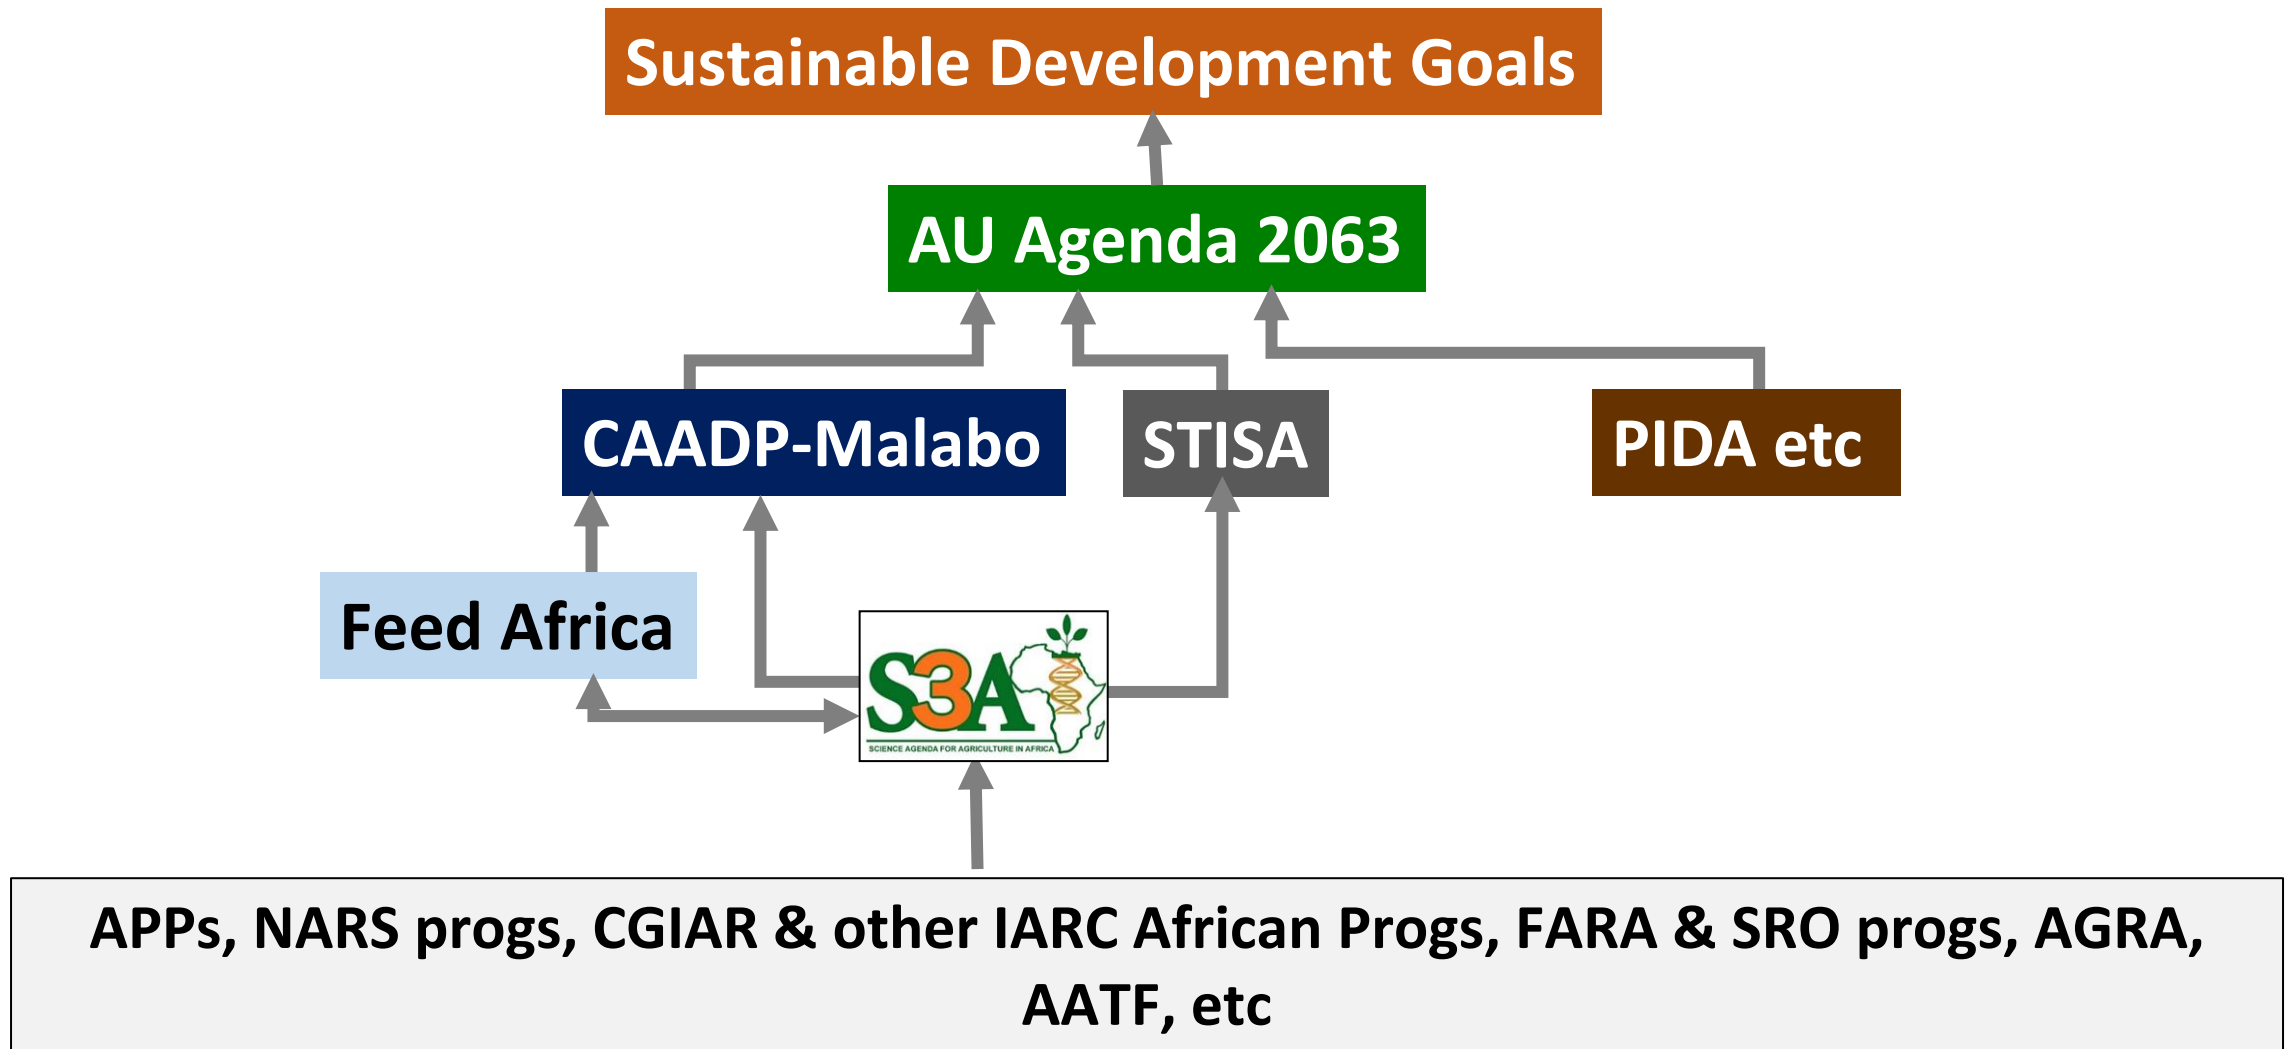 Sustainable Development Goals
AU Agenda 2063
CAADP-Malabo
STISA
PIDA etc
Feed Africa
S3A
SCIENCE AGENDA FOR AGRICULTURE IN AFRICA
APPs, NARS progs, CGIAR & other IARC African Progs, FARA & SRO progs, AGRA,
AATF, etc